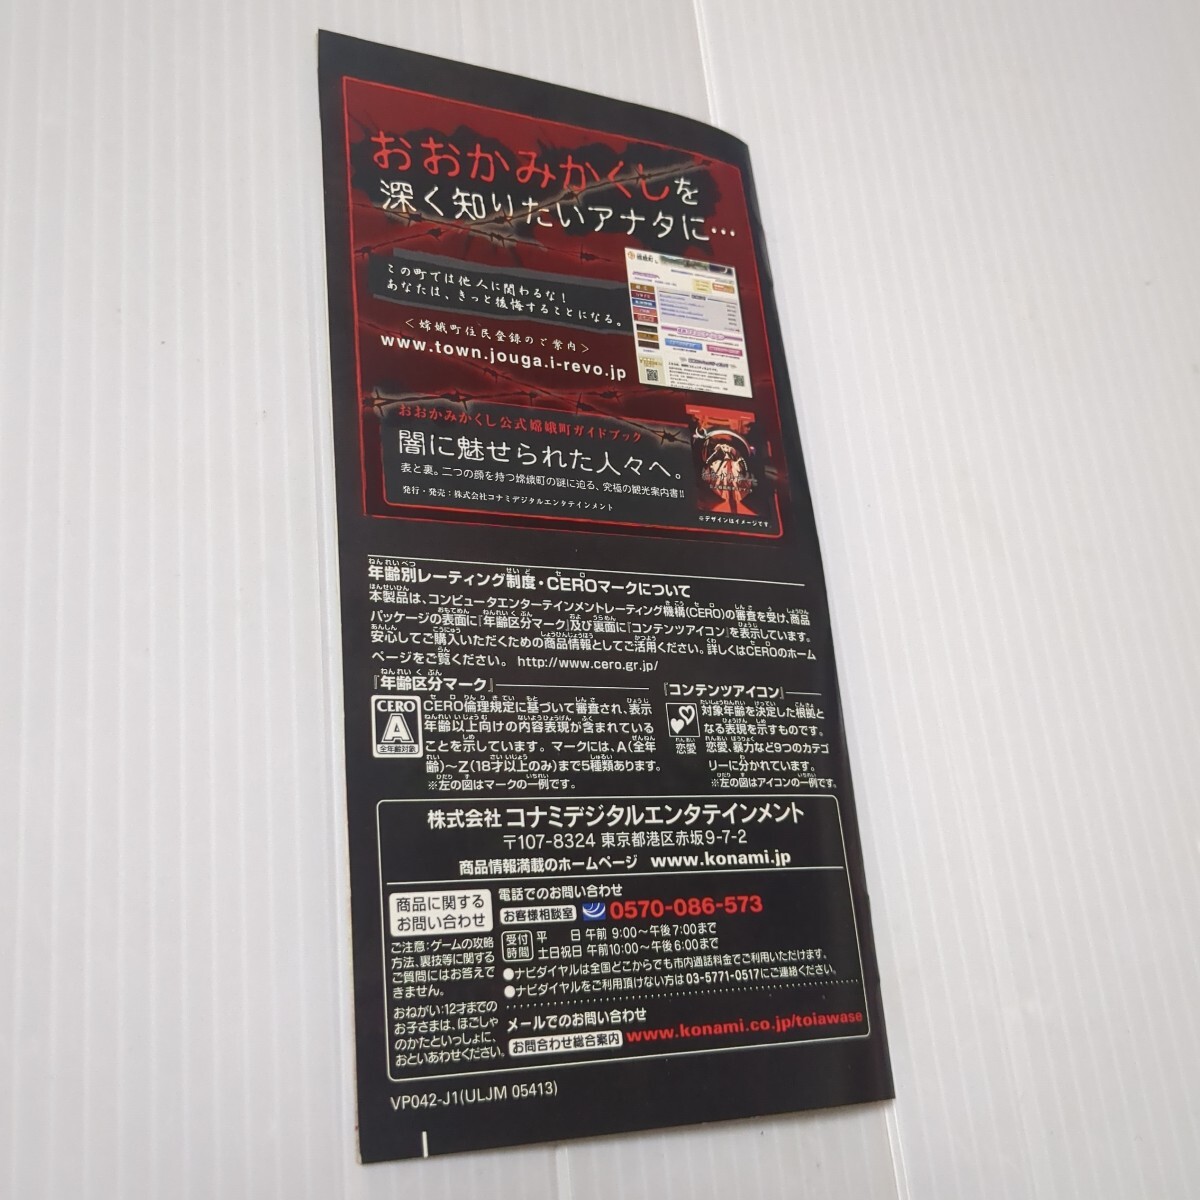 おおかみかくしを
深く知りたいアナタに…
この町では他人に関わるな!
あなたは、きっと後悔することになる。
<嫦娥町住民登録のご案内>
www.town.jouga.i-revo.jp
おおかみかくし公式嫦娥町ガイドブック
闇に魅せられた人々へ。
表と裏。二つの顔を持つ嫦娥町の謎に迫る、究極の観光案内書!!
発行・発売:株式会社コナミデジタルエンタテインメント
※デザインはイメージです。
年齢別レーティング制度・CEROマークについて
本製品は、コンピュータエンターテインメントレーティング機構(CERO)の審査を受け、商品
パッケージの表面に『年齢区分マーク』及び裏面に『コンテンツアイコン』を表示しています。
安心してご購入いただくための商品情報としてご活用ください。詳しくはCEROのホーム
ページをご覧ください。 http://www.cero.gr.jp/
『年齢区分マーク』
CERO
A
全年齢対象
CERO倫理規定に基づいて審査され、表示
年齢以上向けの内容表現が含まれている
ことを示しています。マークには、A(全年
齢)～Z(18才以上のみ)まで5種類あります。
※左の図はマークの一例です。
『コンテンツアイコン』
恋愛
対象年齢を決定した根拠と
なる表現を示すものです。
恋愛、暴力など9つのカテゴ
リーに分かれています。
※左の図はアイコンの一例です。
株式会社 コナミデジタルエンタテインメント
〒107-8324 東京都港区赤坂9-7-2
商品情報満載のホームページ www.konami.jp
商品に関する
お問い合わせ
ご注意:ゲームの攻略
方法、裏技等に関する
ご質問にはお答えで
きません。
おねがい:12才までの
お子さまは、ほごしゃ
のかたといっしょに、
おといあわせください。
電話でのお問い合わせ
お客様相談室 0570-086-573
受付時間 平 日 午前 9:00～午後7:00まで
土日祝日 午前10:00～午後6:00まで
●ナビダイヤルは全国どこからでも市内通話料金でご利用いただけます。
●ナビダイヤルをご利用頂けない方は03-5771-0517にご連絡ください。
メールでのお問い合わせ
お問合わせ総合案内 www.konami.co.jp/toiawase
VP042-J1(ULJM 05413)